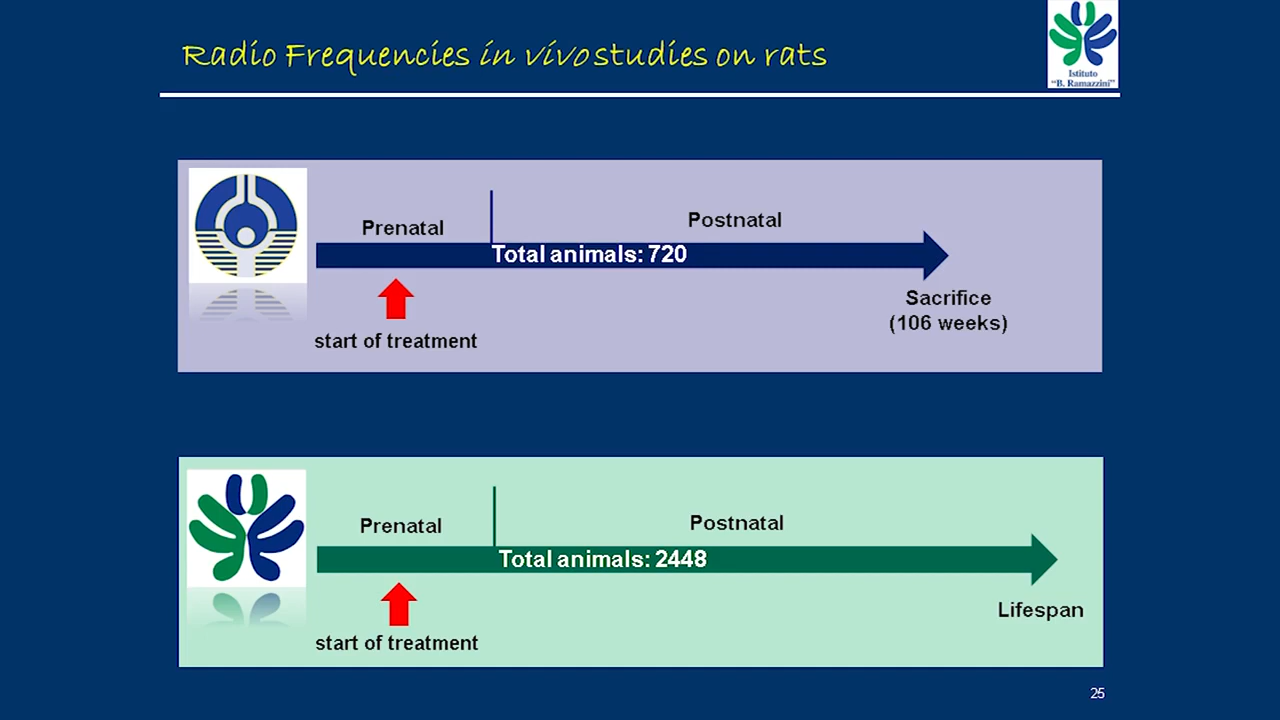 Radio Frequencies in vivo studies on rats
Istituto
"B. Ramazzini"
Prenatal
Postnatal
Total animals: 720
Sacrifice
(106 weeks)
start of treatment
Prenatal
Postnatal
Total animals: 2448
Lifespan
start of treatment
25